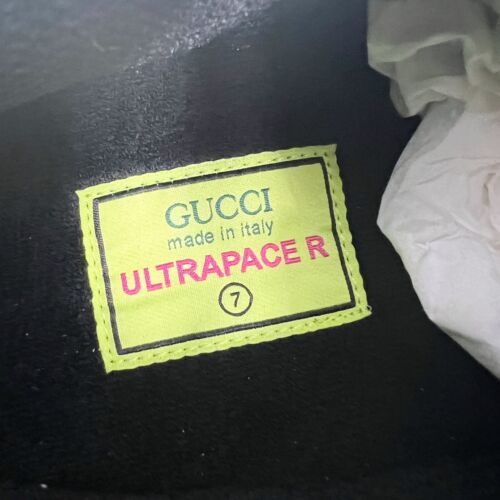 GUCCI
made in italy
ULTRAPACE R
7